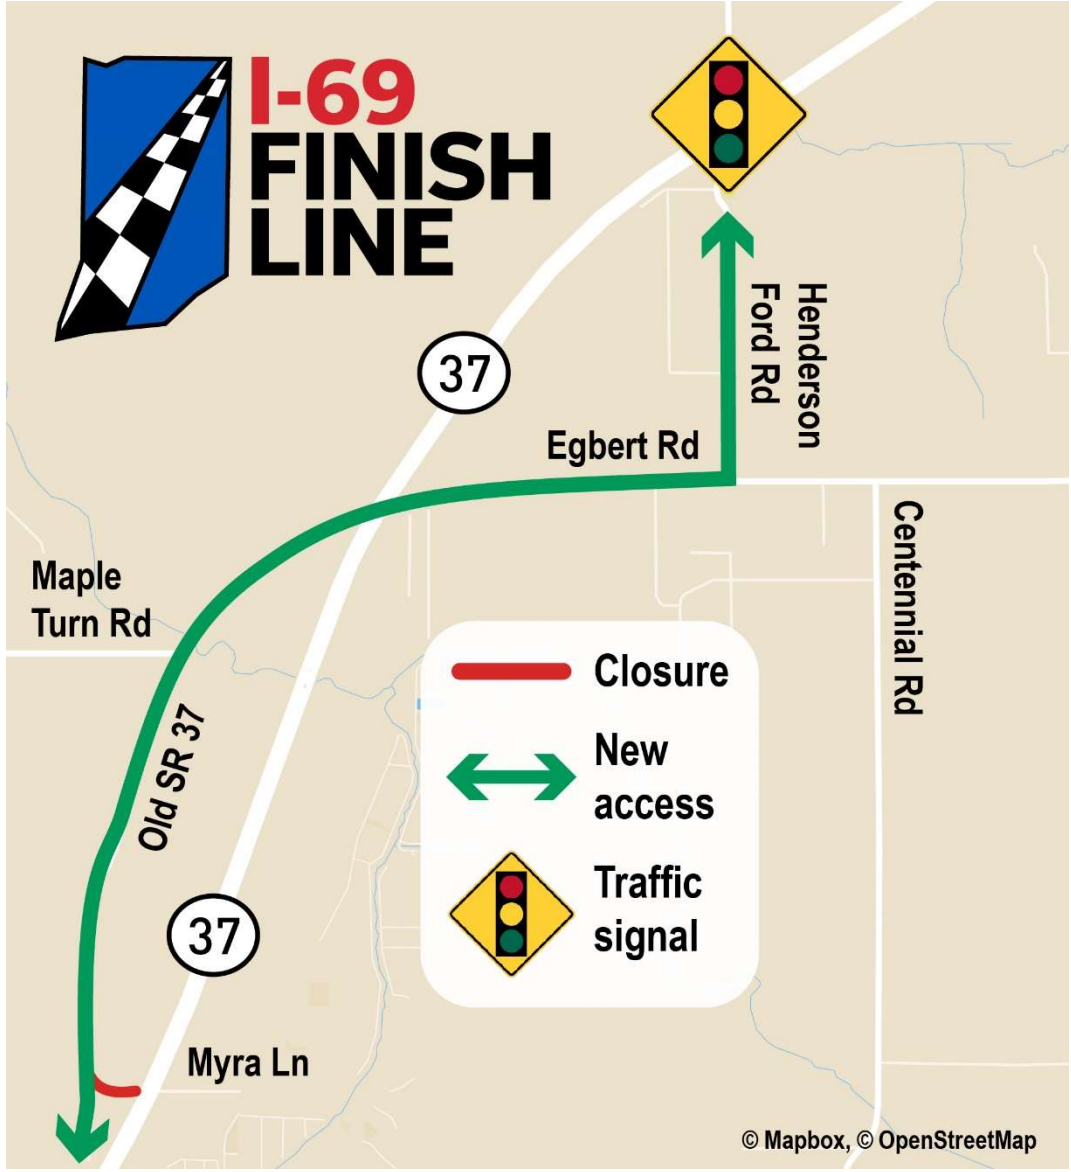 I-69
FINISH
LINE
Henderson
Ford Rd
37
Egbert Rd
Centennial Rd
Maple
Turn Rd
Old SR 37
Closure
New
access
Traffic
signal
37
Myra Ln
© Mapbox, © OpenStreetMap